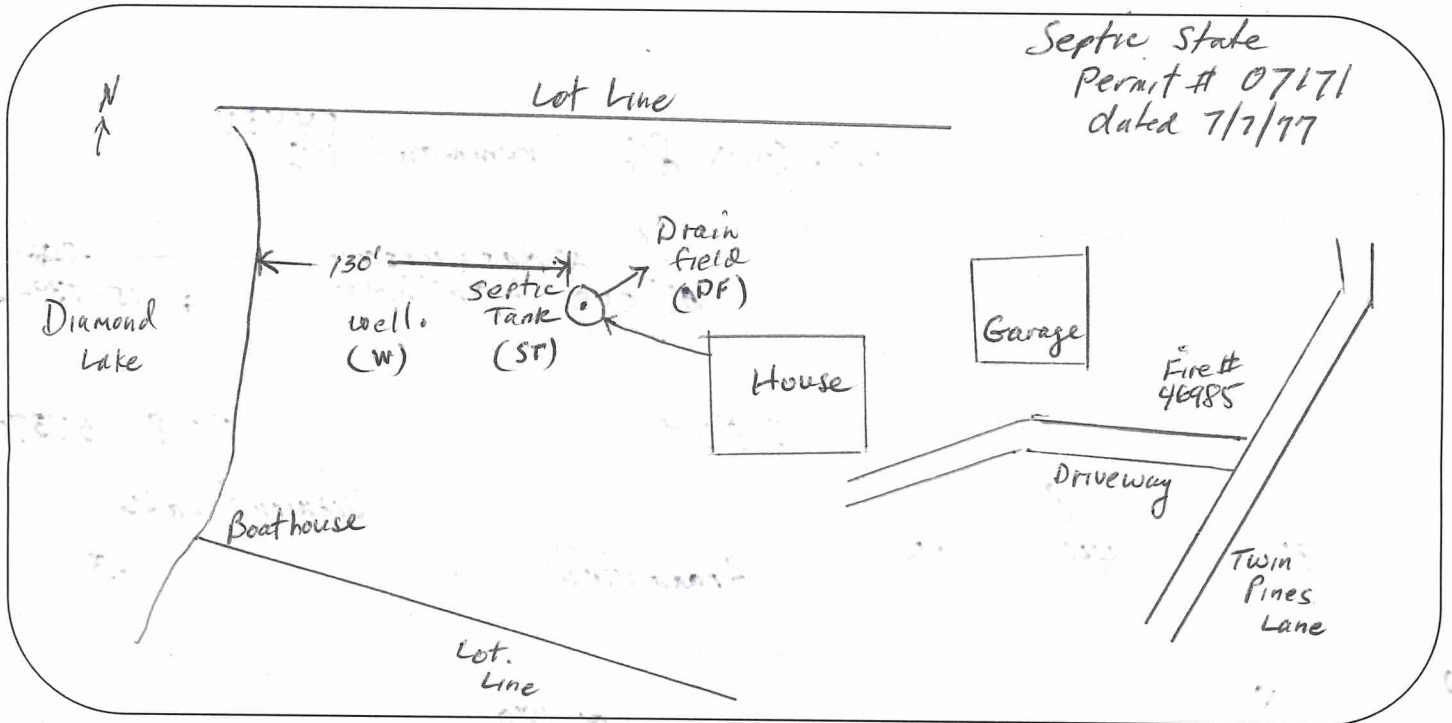 Septic State
Permit # 07171
dated 7/7/77
N
Lot Line
130'
Drain
field
(DF)
Septic
Tank
(ST)
well.
(W)
Diamond
Lake
House
Garage
Fire #
46985
Driveway
Boathouse
Twin
Pines
Lane
Lot.
Line